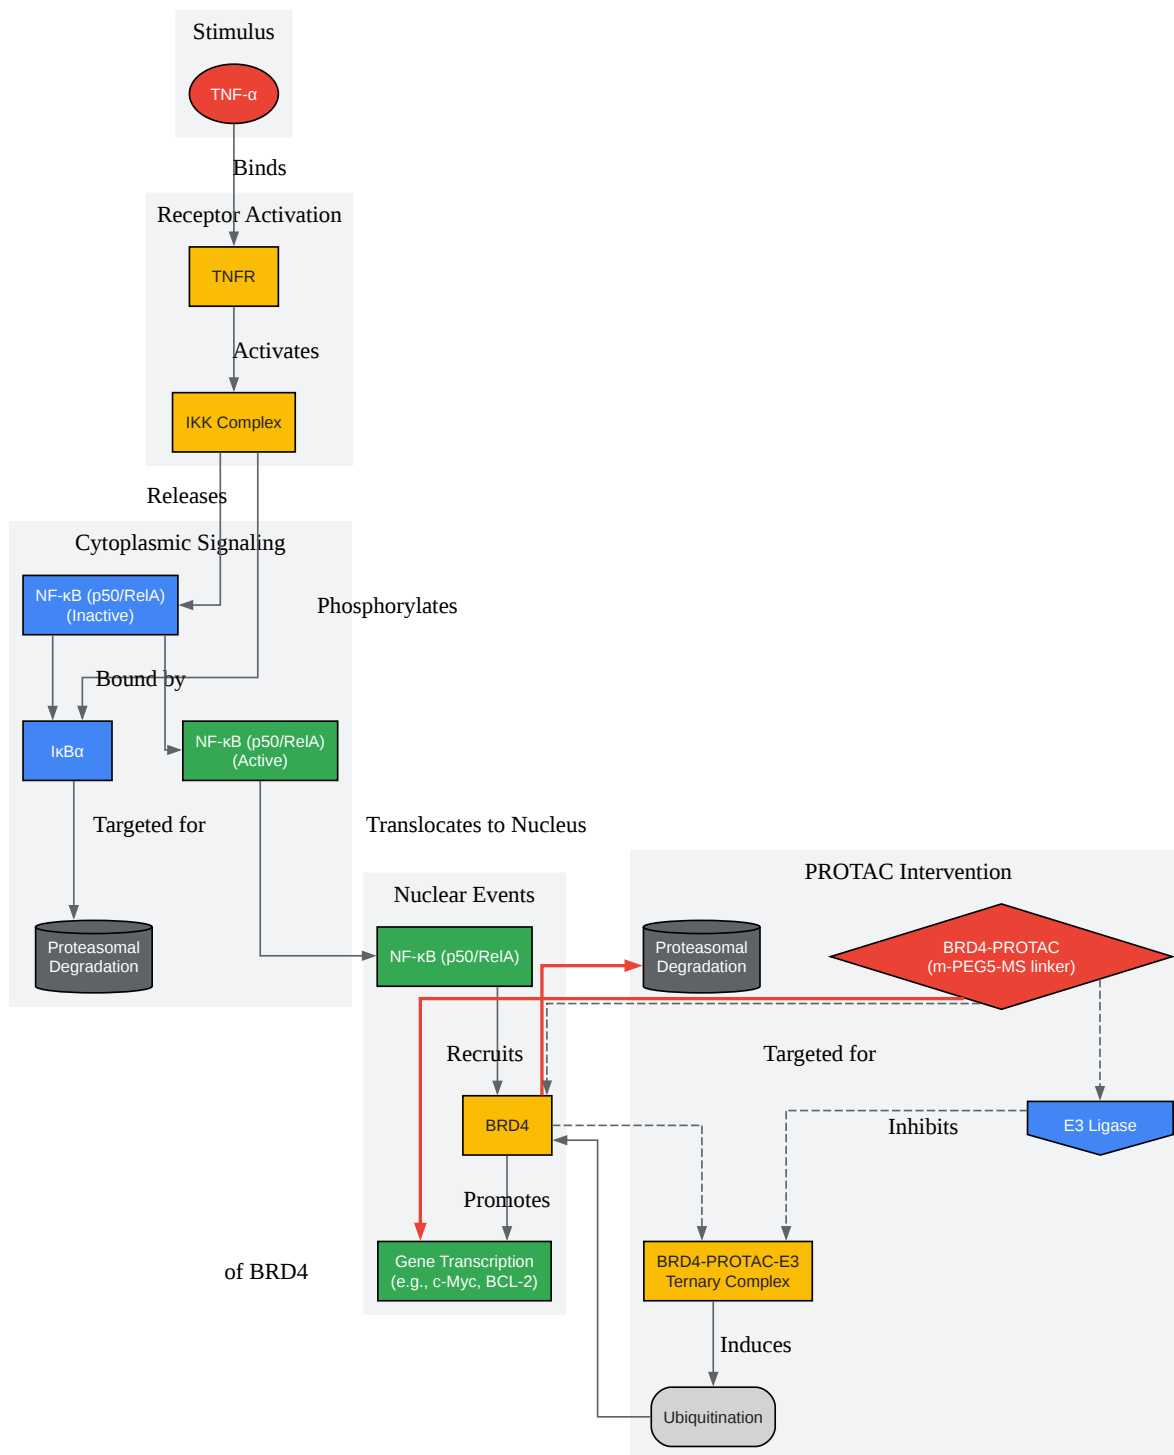 Stimulus
TNF-α
Binds
Receptor Activation
TNFR
Activates
IKK Complex
Releases
Cytoplasmic Signaling
NF-κB (p50/RelA)
(Inactive)
Phosphorylates
Bound by
IκBα
NF-κB (p50/RelA)
(Active)
Targeted for
Translocates to Nucleus
Proteasomal
Degradation
Nuclear Events
NF-κB (p50/RelA)
Recruits
BRD4
Promotes
Gene Transcription
(e.g., c-Myc, BCL-2)
of BRD4
PROTAC Intervention
Proteasomal
Degradation
BRD4-PROTAC
(m-PEG5-MS linker)
Targeted for
Inhibits
E3 Ligase
BRD4-PROTAC-E3
Ternary Complex
Induces
Ubiquitination